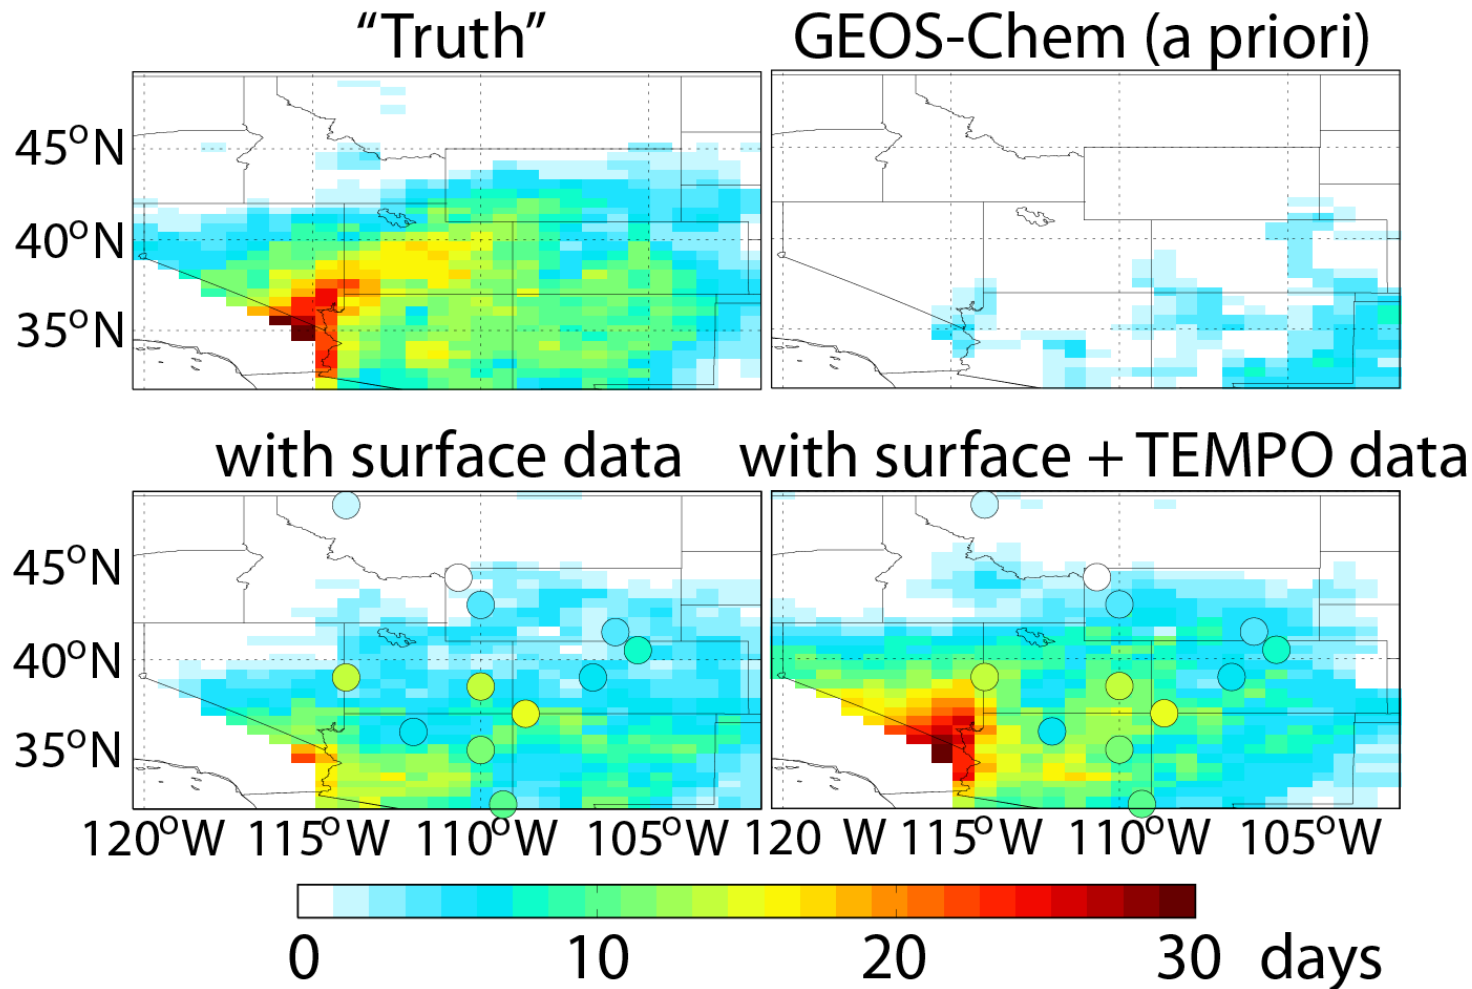 “Truth”
GEOS-Chem (a priori)
45°N
40°N
35°N
with surface data
with surface + TEMPO data
45°N
40°N
35°N
120°W 115°W 110°W 105°W
120 W 115°W 110°W 105°W
0 10 20 30 days